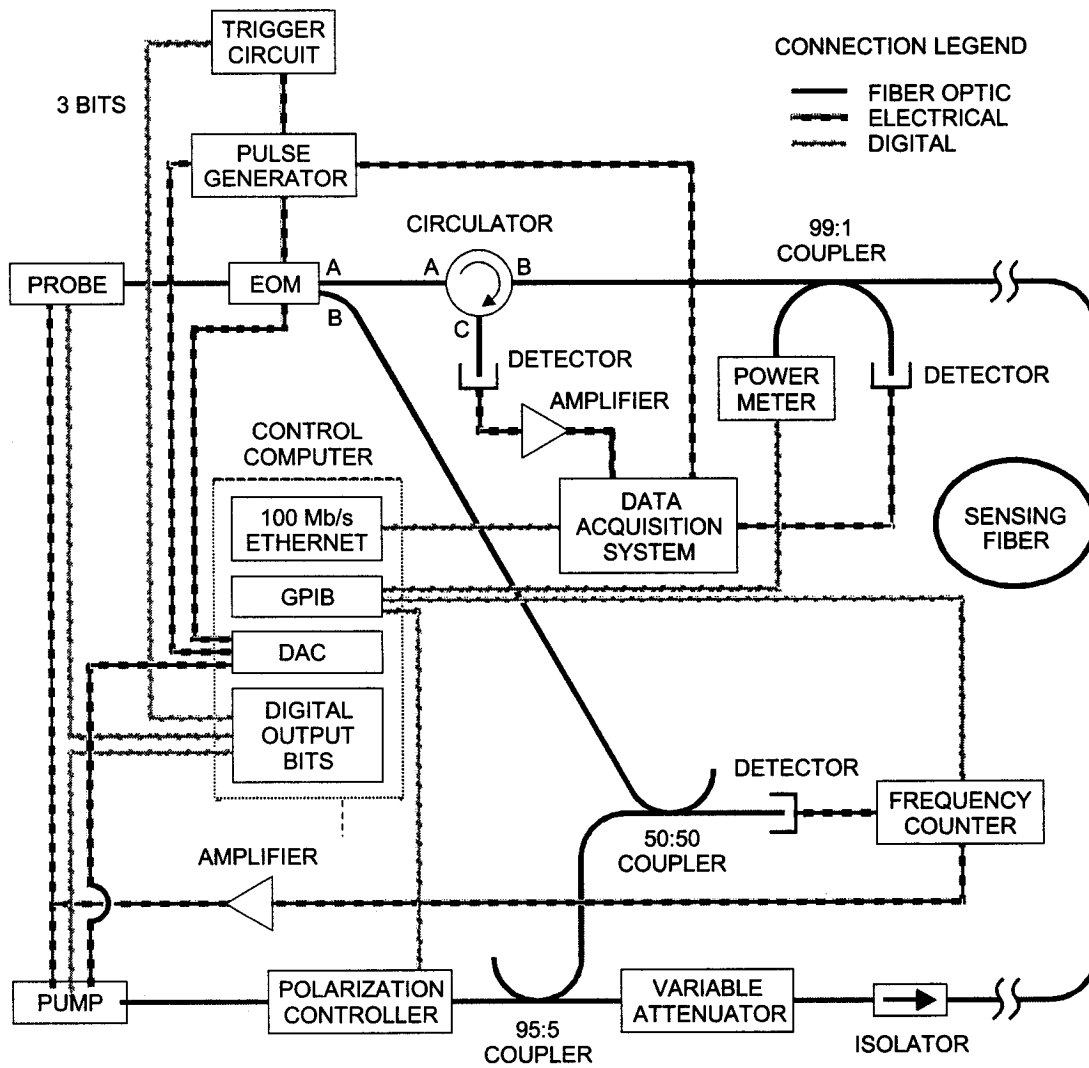 TRIGGER
CIRCUIT
CONNECTION LEGEND
FIBER OPTIC
ELECTRICAL
DIGITAL
3 BITS
PULSE
GENERATOR
CIRCULATOR
99:1
COUPLER
PROBE
EOM
A
B
A
B
C
DETECTOR
AMPLIFIER
POWER
METER
DETECTOR
CONTROL
COMPUTER
100 Mb/s
ETHERNET
DATA
ACQUISITION
SYSTEM
SENSING
FIBER
GPIB
DAC
DIGITAL
OUTPUT
BITS
DETECTOR
FREQUENCY
COUNTER
50:50
COUPLER
AMPLIFIER
PUMP
POLARIZATION
CONTROLLER
95:5
COUPLER
VARIABLE
ATTENUATOR
ISOLATOR